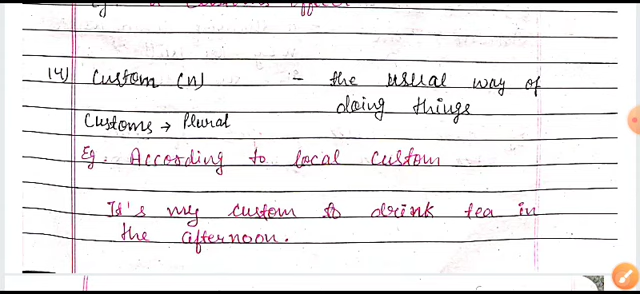 14) Custom (n) - the usual way of
doing things
Customs → Plural
Eg. According to local custom
It's my custom to drink tea in
the afternoon.